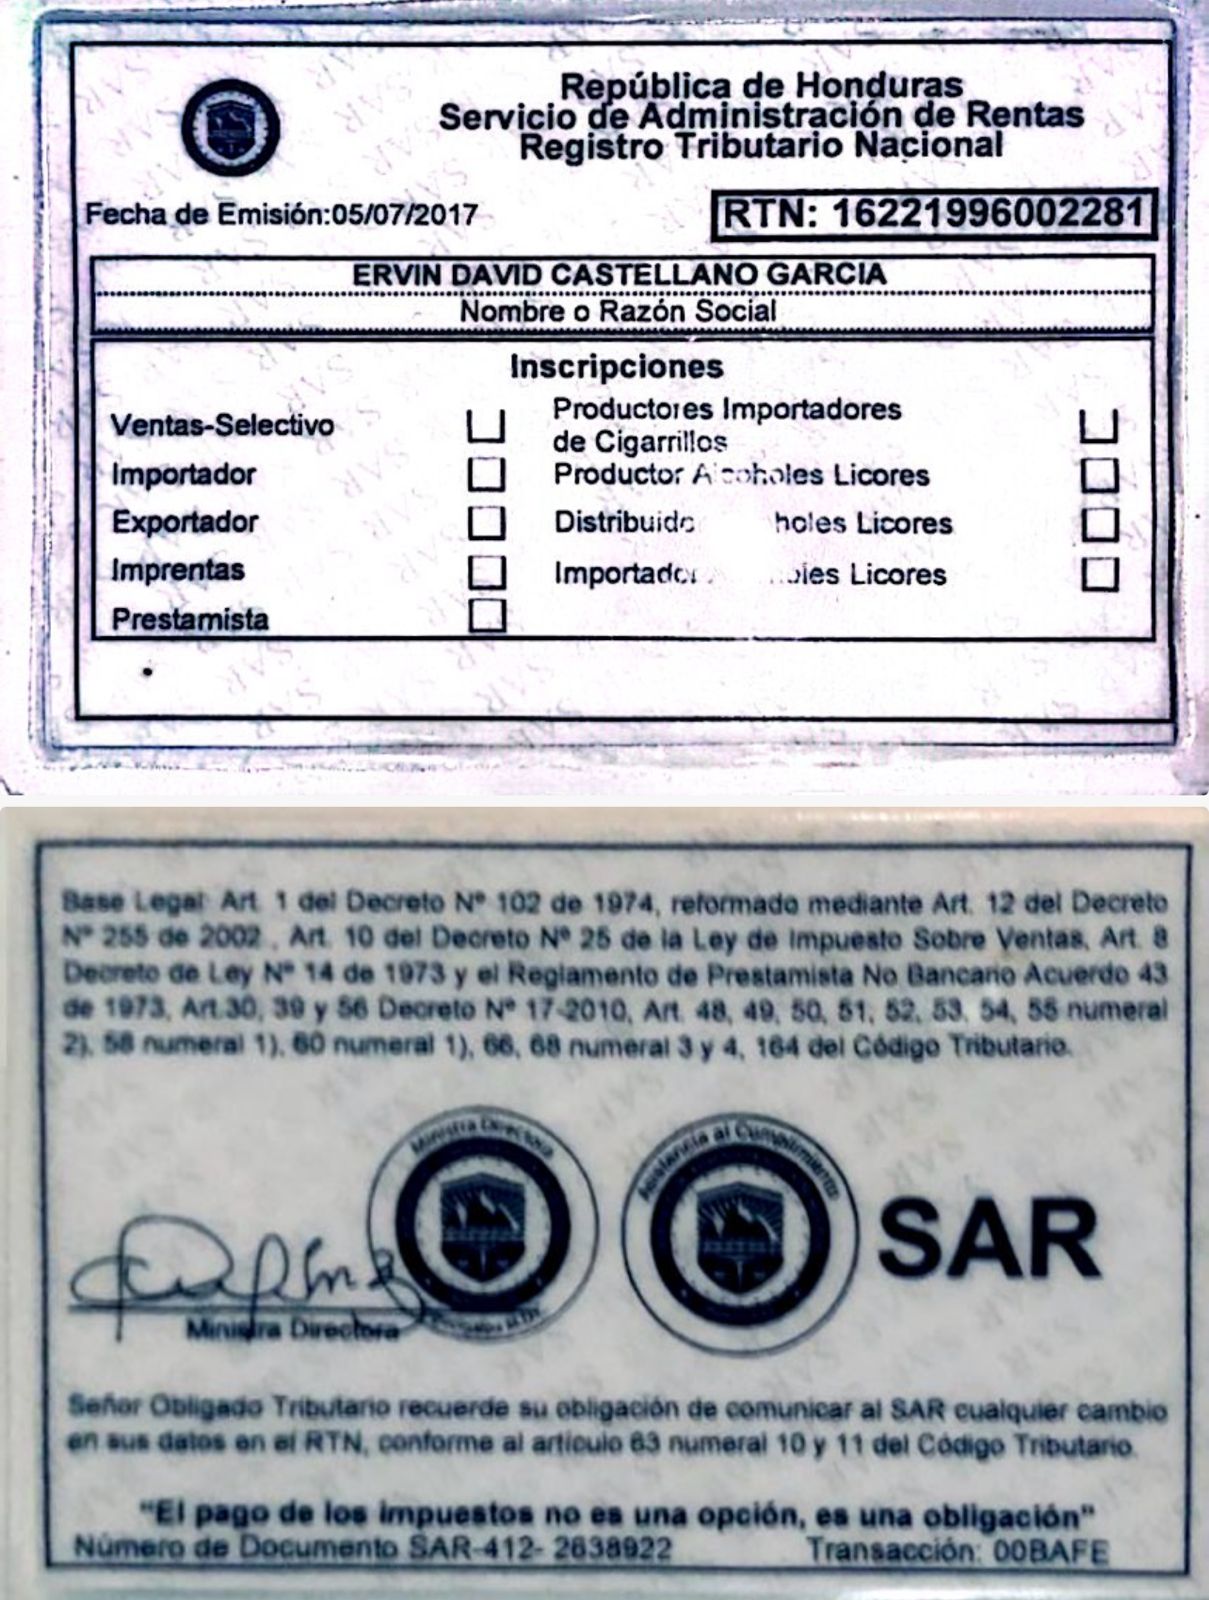 República de Honduras
Servicio de Administración de Rentas
Registro Tributario Nacional
Fecha de Emisión:05/07/2017
RTN: 16221996002281
ERVIN DAVID CASTELLANO GARCIA
Nombre o Razón Social
Inscripciones
Ventas-Selectivo
Importador
Exportador
Imprentas
Prestamista
Productores Importadores
de Cigarrillos
Productor Alcoholes Licores
Licores
Licores
Base Legal: Art. 1 del Decreto Nº 102 de 1974, reformado mediante Art. 12 del Decreto
Nº 255 de 2002 , Art. 10 del Decreto Nº 25 de la Ley de Impuesto Sobre Ventas, Art. 8
Decreto de Ley Nº 14 de 1973 y el Reglamento de Prestamista No Bancario Acuerdo 43
de 1973, Art.30, 39 y 56 Decreto Nº 17-2010, Art. 48, 49, 50, 51, 52, 53, 54, 55 numeral
2), 58 numeral 1), 60 numeral 1), 66, 68 numeral 3 y 4, 164 del Código Tributario.
Ministra Directora
Asistencia al Cumplimiento
SAR
Ministra Directora
Señor Obligado Tributario recuerde su obligación de comunicar al SAR cualquier cambio
en sus datos en el RTN, conforme al artículo 63 numeral 10 y 11 del Código Tributario.
"El pago de los impuestos no es una opción, es una obligación"
Número de Documento SAR-412- 2638922
Transacción: 00BAFE